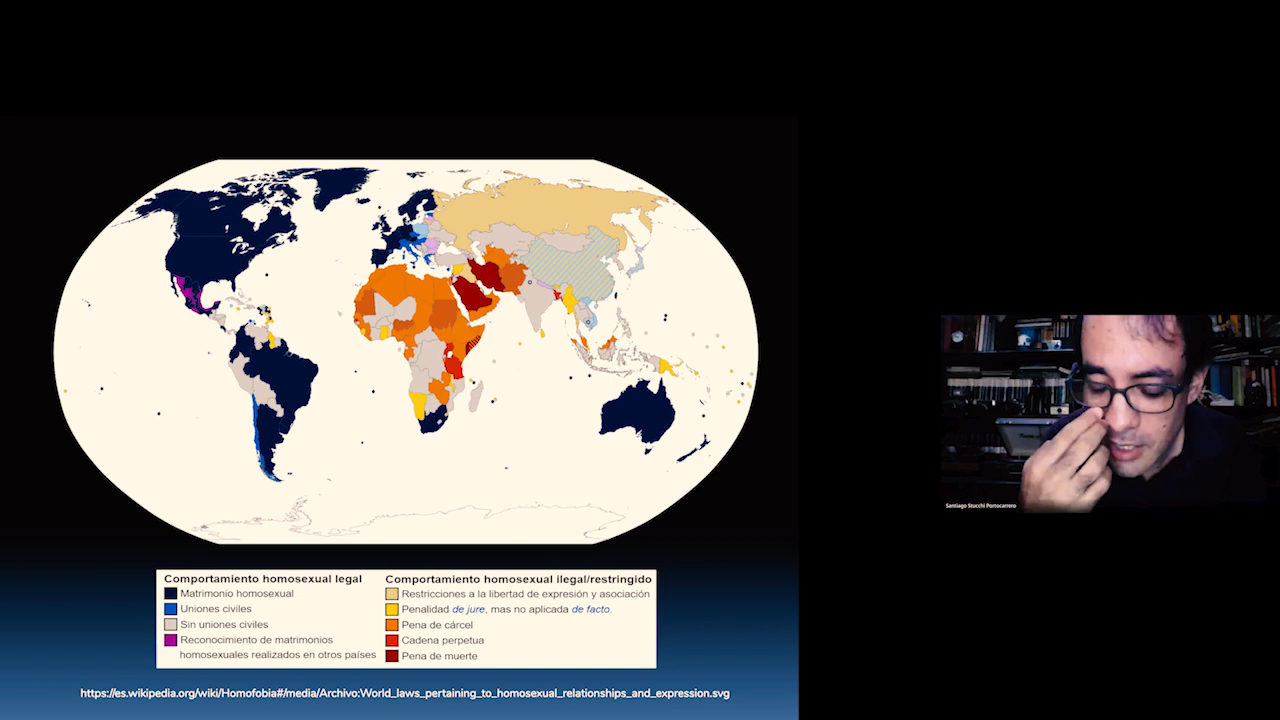 Comportamiento homosexual legal
Matrimonio homosexual
Uniones civiles
Sin uniones civiles
Reconocimiento de matrimonios
homosexuales realizados en otros países
Comportamiento homosexual ilegal/restringido
Restricciones a la libertad de expresión y asociación
Penalidad de jure, mas no aplicada de facto.
Pena de cárcel
Cadena perpetua
Pena de muerte
https://es.wikipedia.org/wiki/Homofobia#/media/Archivo:World_laws_pertaining_to_homosexual_relationships_and_expression.svg
Santiago Stucchi Portocarrero